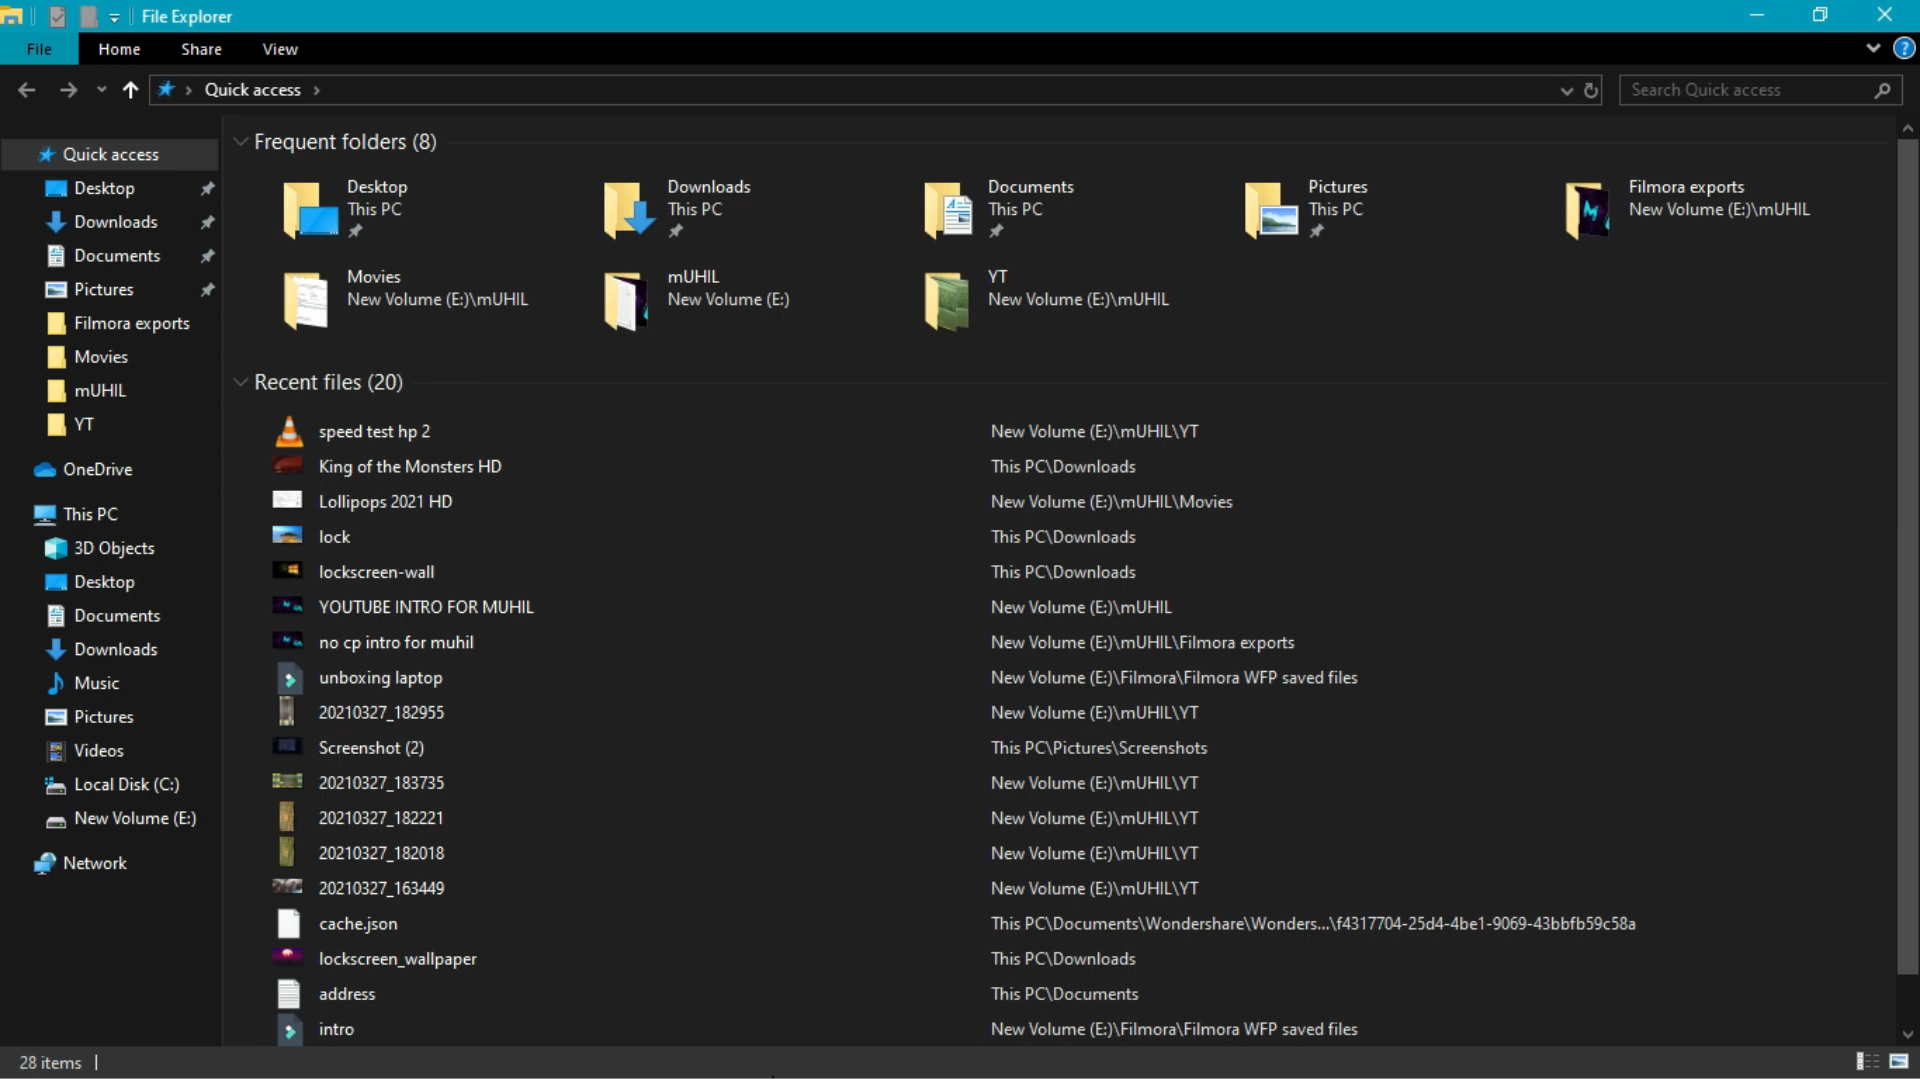 File Explorer
File Home Share View
?
Quick access
Search Quick access
Quick access
Desktop
Downloads
Documents
Pictures
Filmora exports
Movies
mUHIL
YT
OneDrive
This PC
3D Objects
Desktop
Documents
Downloads
Music
Pictures
Videos
Local Disk (C:)
New Volume (E:)
Network
Frequent folders (8)
Desktop
This PC
Downloads
This PC
Documents
This PC
Pictures
This PC
Filmora exports
New Volume (E:)\mUHIL
Movies
New Volume (E:)\mUHIL
mUHIL
New Volume (E:)
YT
New Volume (E:)\mUHIL
Recent files (20)
speed test hp 2 New Volume (E:)\mUHIL\YT
King of the Monsters HD This PC\Downloads
Lollipops 2021 HD New Volume (E:)\mUHIL\Movies
lock This PC\Downloads
lockscreen-wall This PC\Downloads
YOUTUBE INTRO FOR MUHIL New Volume (E:)\mUHIL
no cp intro for muhil New Volume (E:)\mUHIL\Filmora exports
unboxing laptop New Volume (E:)\Filmora\Filmora WFP saved files
20210327_182955 New Volume (E:)\mUHIL\YT
Screenshot (2) This PC\Pictures\Screenshots
20210327_183735 New Volume (E:)\mUHIL\YT
20210327_182221 New Volume (E:)\mUHIL\YT
20210327_182018 New Volume (E:)\mUHIL\YT
20210327_163449 New Volume (E:)\mUHIL\YT
cache.json This PC\Documents\Wondershare\Wonders...\f4317704-25d4-4be1-9069-43bbfb59c58a
lockscreen_wallpaper This PC\Downloads
address This PC\Documents
intro New Volume (E:)\Filmora\Filmora WFP saved files
28 items